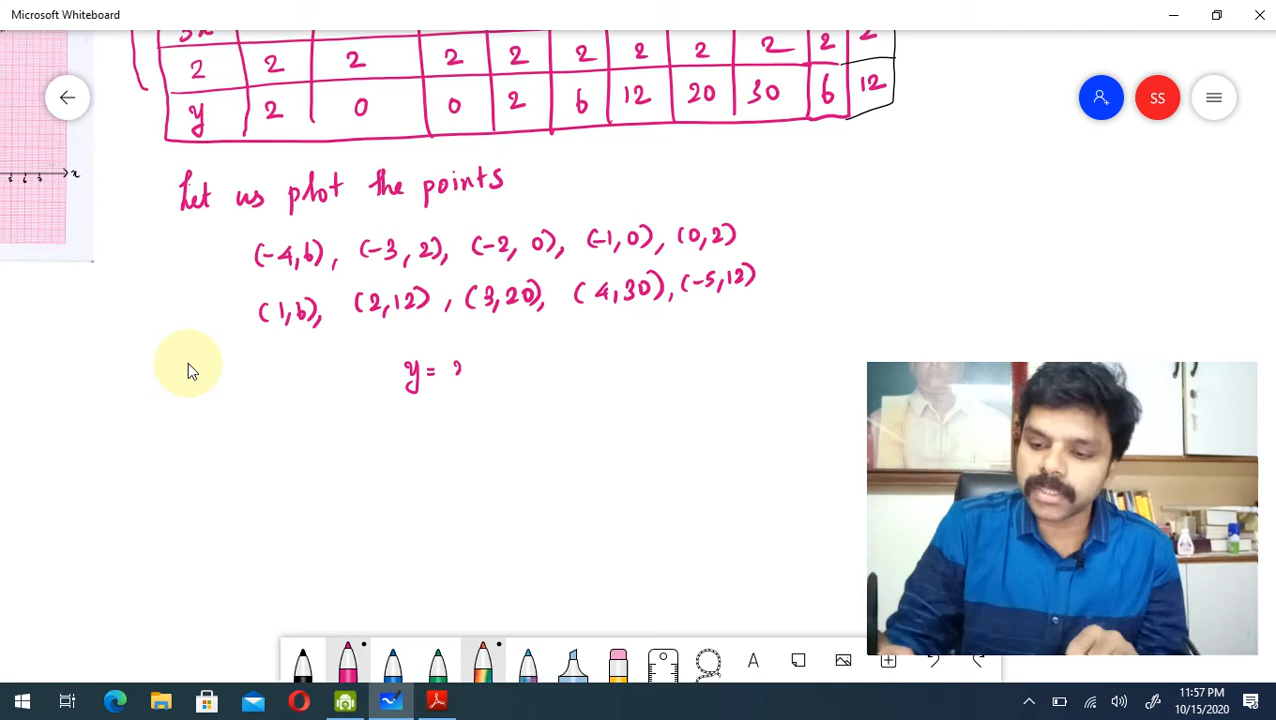 Microsoft Whiteboard
3x
2 2 2 2 2 2 2 2 2 2 2
y 2 0 0 2 6 12 20 30 6 12
x
Let us plot the points
(-4,6), (-3,2), (-2,0), (-1,0), (0,2)
(1,6), (2,12), (3,20), (4,30), (-5,12)
y =
SS
A
11:57 PM
10/15/2020